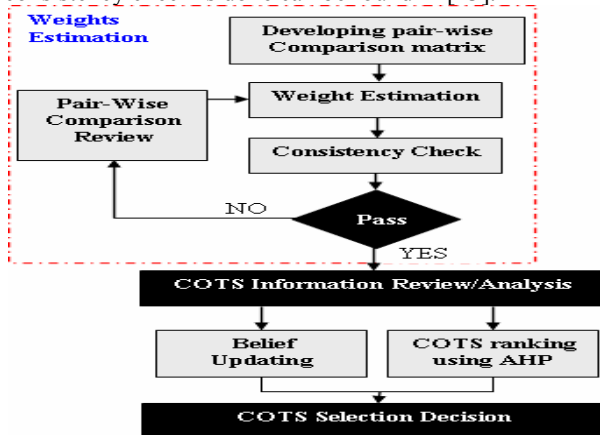 Weights
Estimation
Developing pair-wise
Comparison matrix
Pair-Wise
Comparison
Review
Weight Estimation
Consistency Check
Pass
NO
YES
COTS Information Review/Analysis
Belief
Updating
COTS ranking
using AHP
COTS Selection Decision